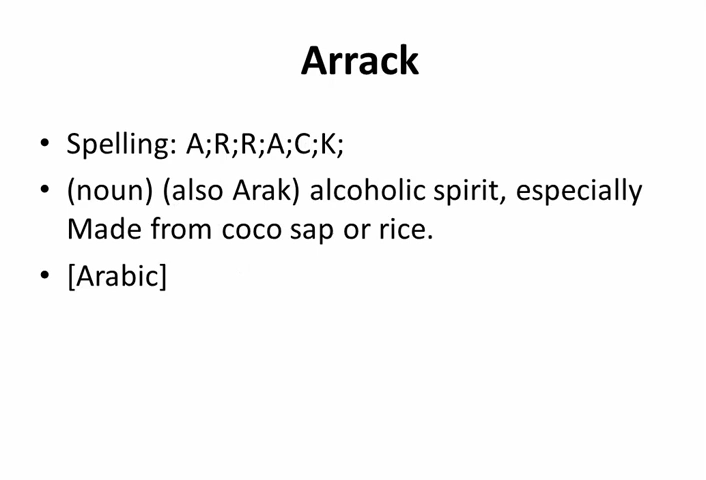 Arrack
• Spelling: A;R;R;A;C;K;
• (noun) (also Arak) alcoholic spirit, especially
Made from coco sap or rice.
• [Arabic]